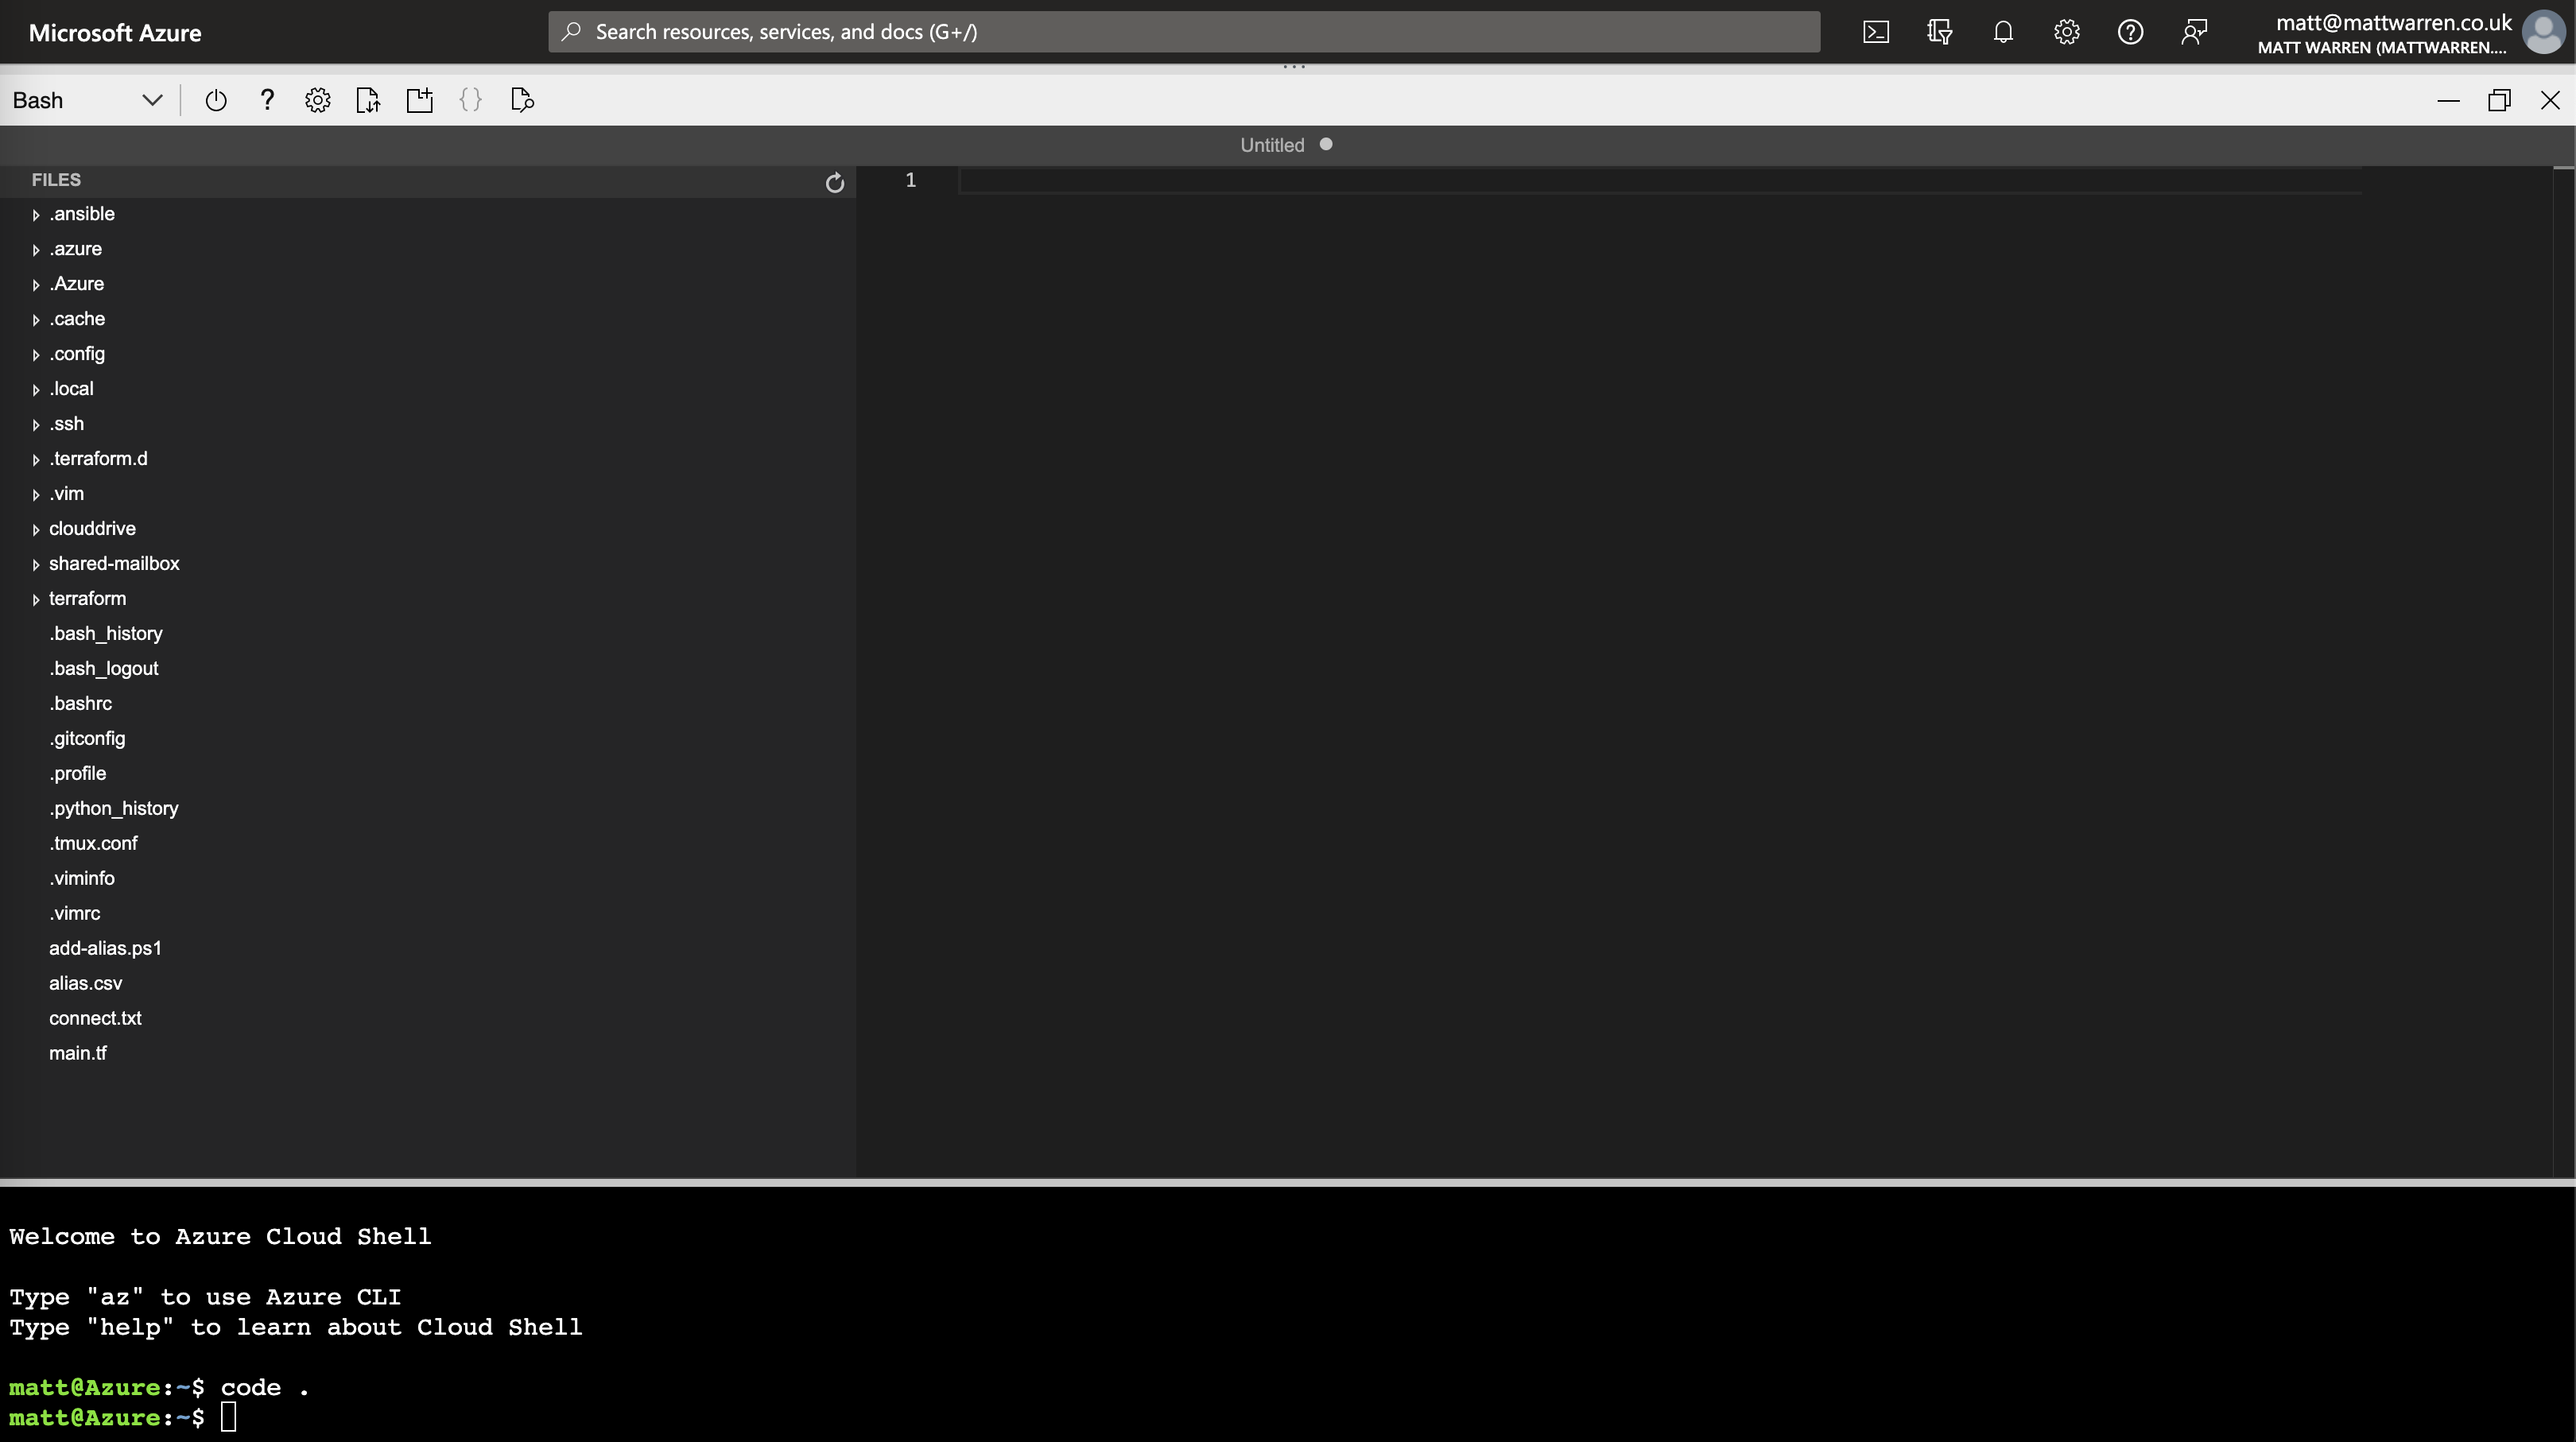 Microsoft Azure
Search resources, services, and docs (G+/)
matt@mattwarren.co.uk
MATT WARREN (MATTWARREN....
Bash
Untitled
FILES
1
.ansible
.azure
.Azure
.cache
.config
.local
.ssh
.terraform.d
.vim
clouddrive
shared-mailbox
terraform
.bash_history
.bash_logout
.bashrc
.gitconfig
.profile
.python_history
.tmux.conf
.viminfo
.vimrc
add-alias.ps1
alias.csv
connect.txt
main.tf
Welcome to Azure Cloud Shell
Type "az" to use Azure CLI
Type "help" to learn about Cloud Shell
matt@Azure:~$ code .
matt@Azure:~$